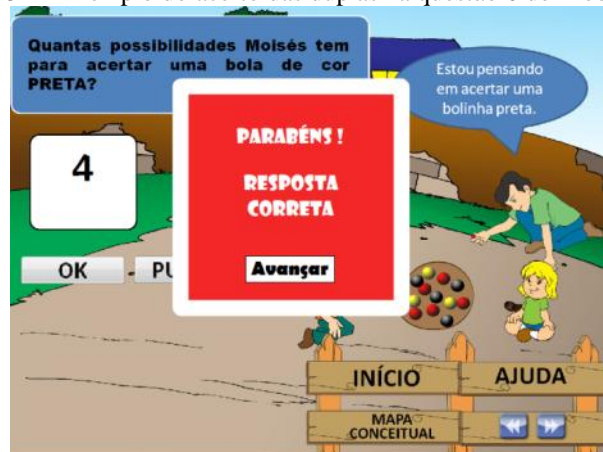 Quantas possibilidades Moisés tem
para acertar uma bola de cor
PRETA?
Estou pensando
em acertar uma
bolinha preta.
4
PARABÉNS !
RESPOSTA
CORRETA
Avançar
OK
PU
INÍCIO
AJUDA
MAPA
CONCEITUAL